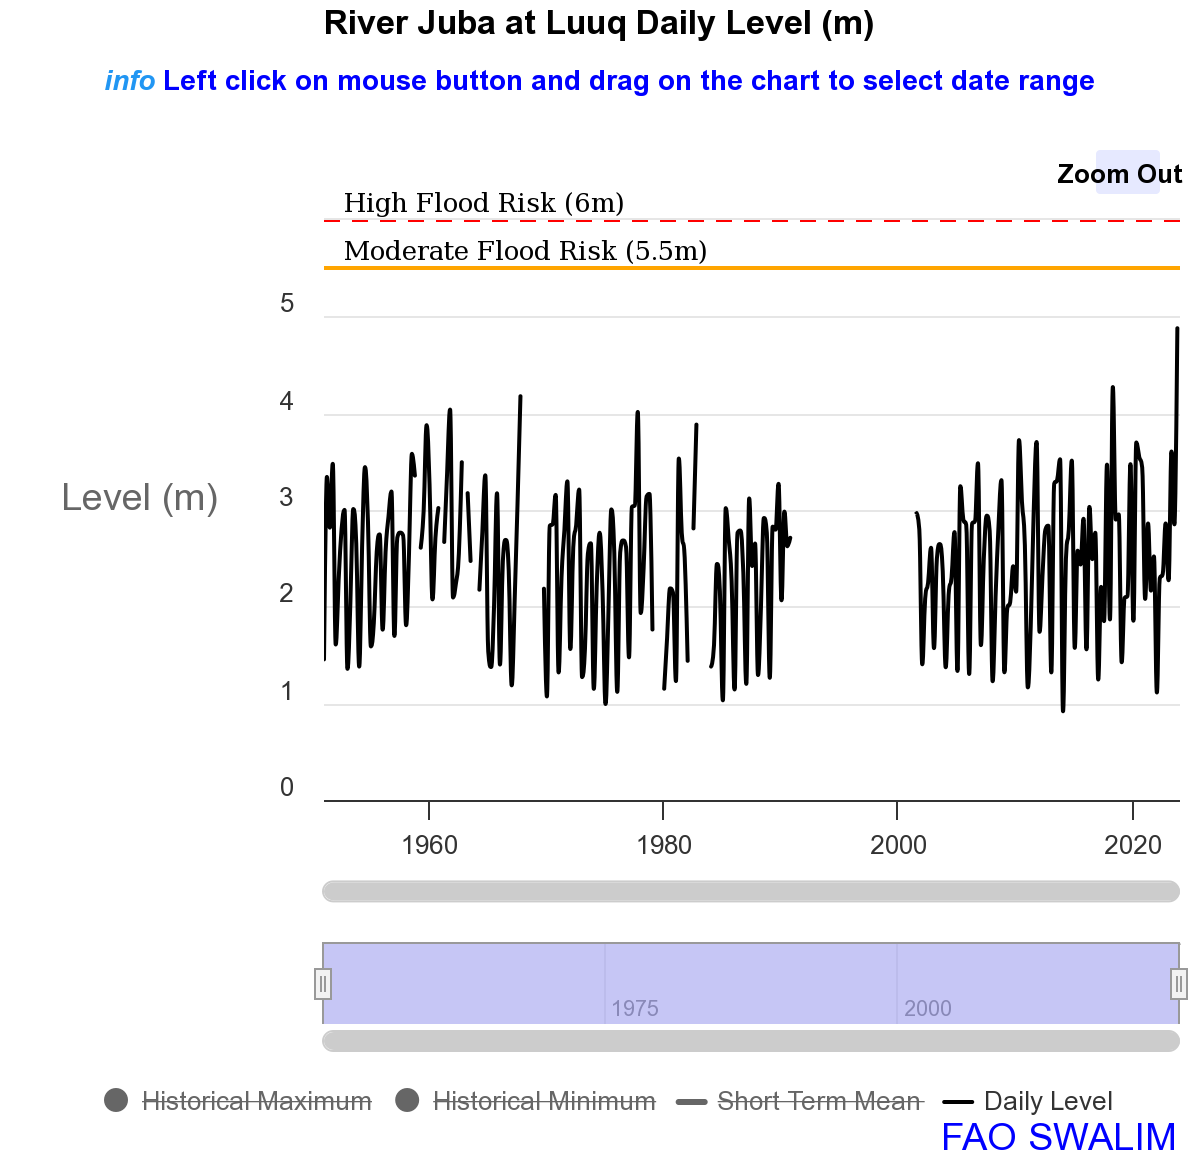 River Juba at Luuq Daily Level (m)
info Left click on mouse button and drag on the chart to select date range
Zoom Out
High Flood Risk (6m)
Moderate Flood Risk (5.5m)
5
4
3
2
1
0
Level (m)
1960 1980 2000 2020
1975 2000
Historical Maximum Historical Minimum Short Term Mean Daily Level
FAO SWALIM